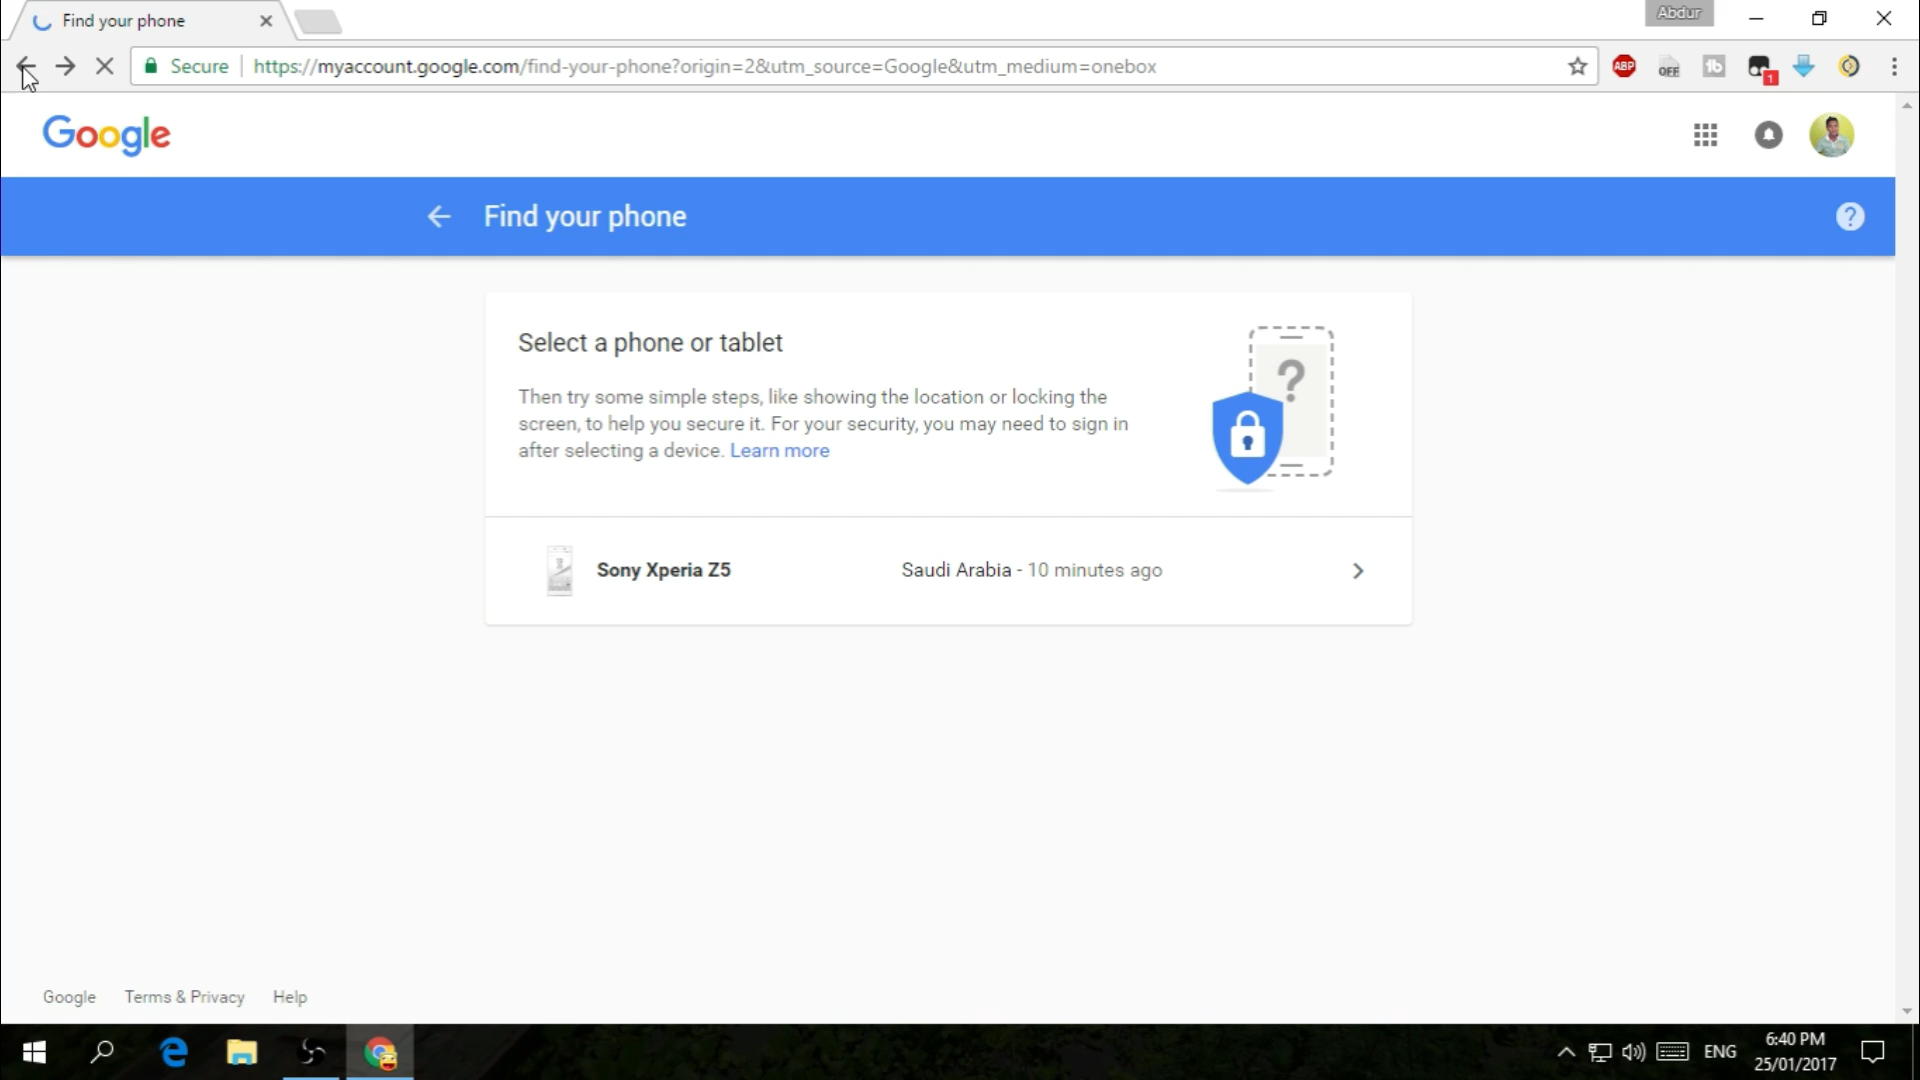 Find your phone
Abdur
Secure
https://myaccount.google.com/find-your-phone?origin=2&utm_source=Google&utm_medium=onebox
ABP
OFF
1
Google
Find your phone
?
Select a phone or tablet
Then try some simple steps, like showing the location or locking the
screen, to help you secure it. For your security, you may need to sign in
after selecting a device. Learn more
?
Sony Xperia Z5
Saudi Arabia - 10 minutes ago
Google
Terms & Privacy
Help
ENG
6:40 PM
25/01/2017